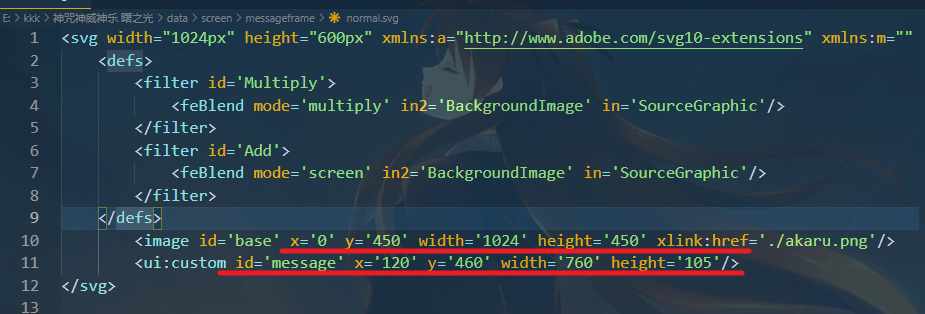 E: > kkk > 神咒神威神乐 曙之光 > data > screen > messageframe > normal.svg
1 <svg width="1024px" height="600px" xmlns:a="http://www.adobe.com/svg10-extensions" xmlns:m=""
2 <defs>
3 <filter id='Multiply'>
4 <feBlend mode='multiply' in2='BackgroundImage' in='SourceGraphic'/>
5 </filter>
6 <filter id='Add'>
7 <feBlend mode='screen' in2='BackgroundImage' in='SourceGraphic'/>
8 </filter>
9 </defs>
10 <image id='base' x='0' y='450' width='1024' height='450' xlink:href='./akaru.png'/>
11 <ui:custom id='message' x='120' y='460' width='760' height='105'/>
12 </svg>
13